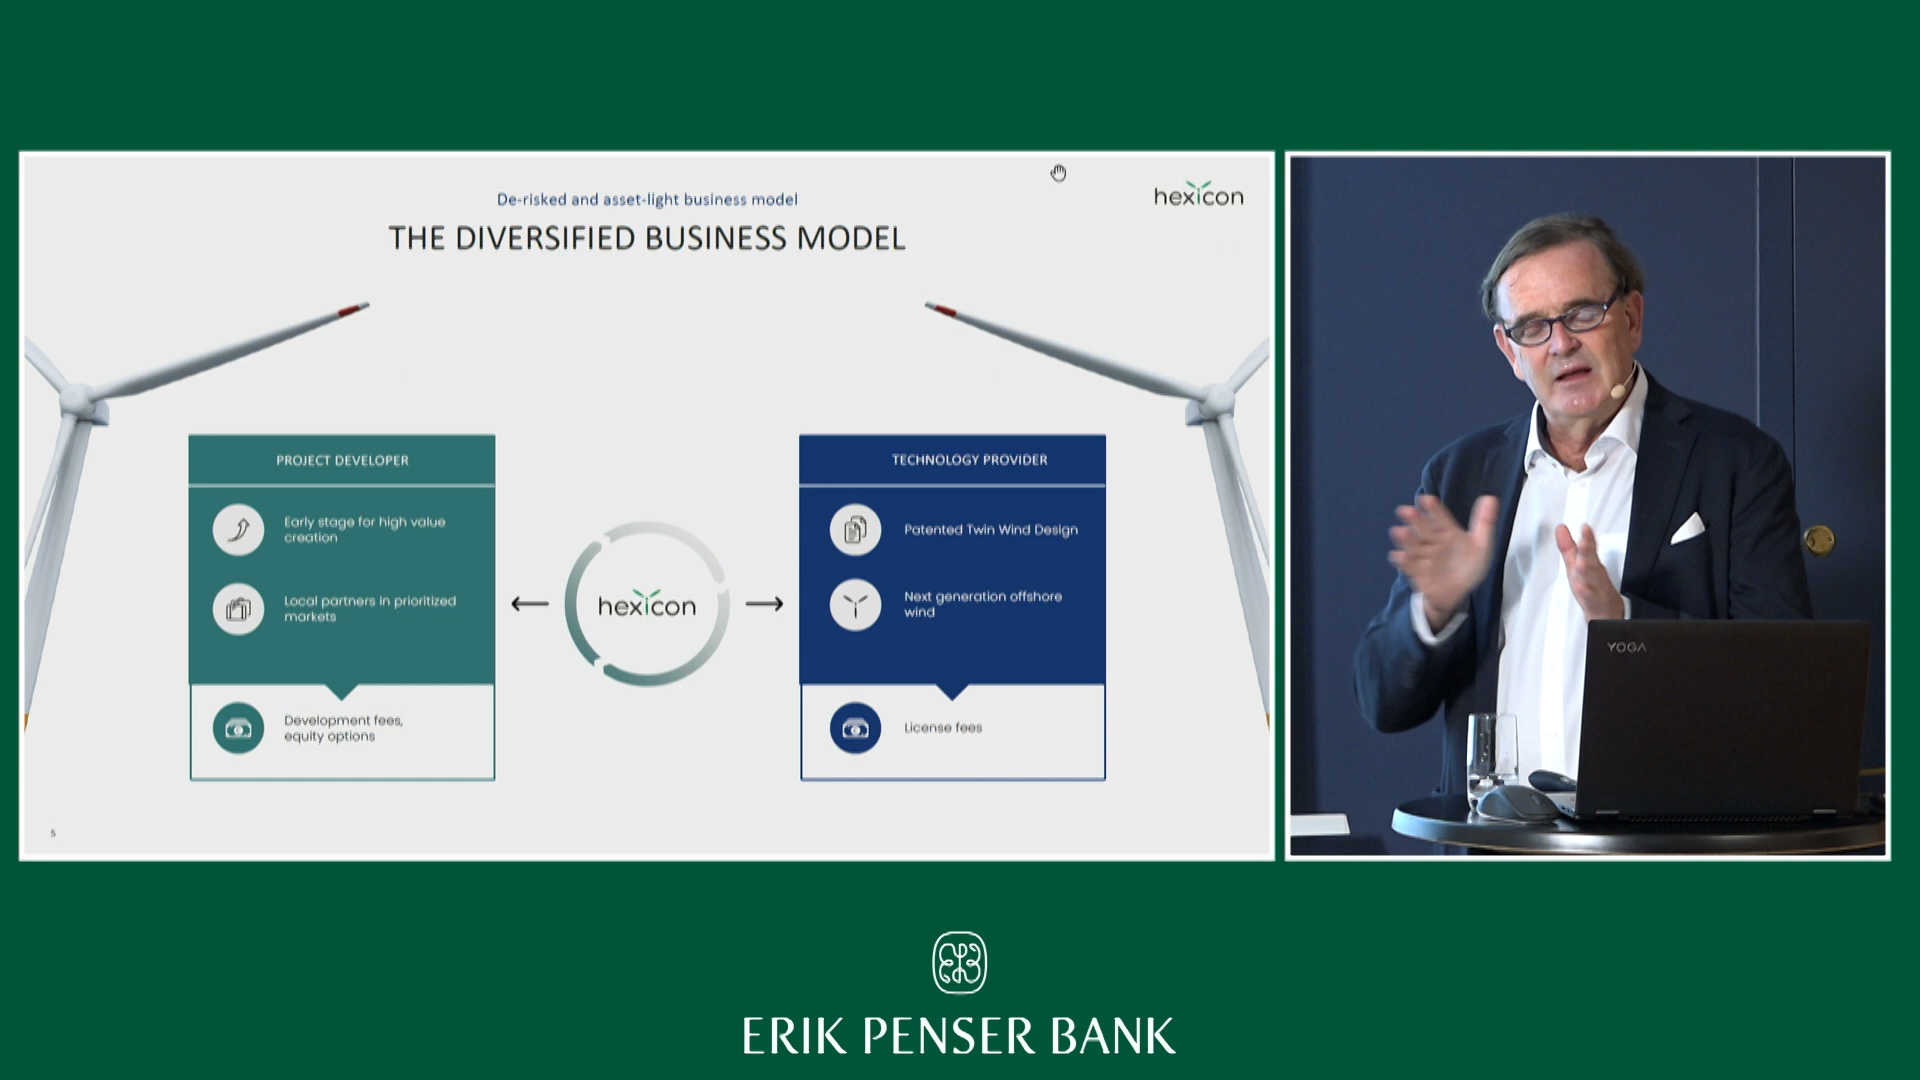 De-risked and asset-light business model
THE DIVERSIFIED BUSINESS MODEL
hexicon
PROJECT DEVELOPER
Early stage for high value
creation
Local partners in prioritized
markets
Development fees,
equity options
hexicon
TECHNOLOGY PROVIDER
Patented Twin Wind Design
Next generation offshore
wind
License fees
5
YOGA
ERIK PENSER BANK